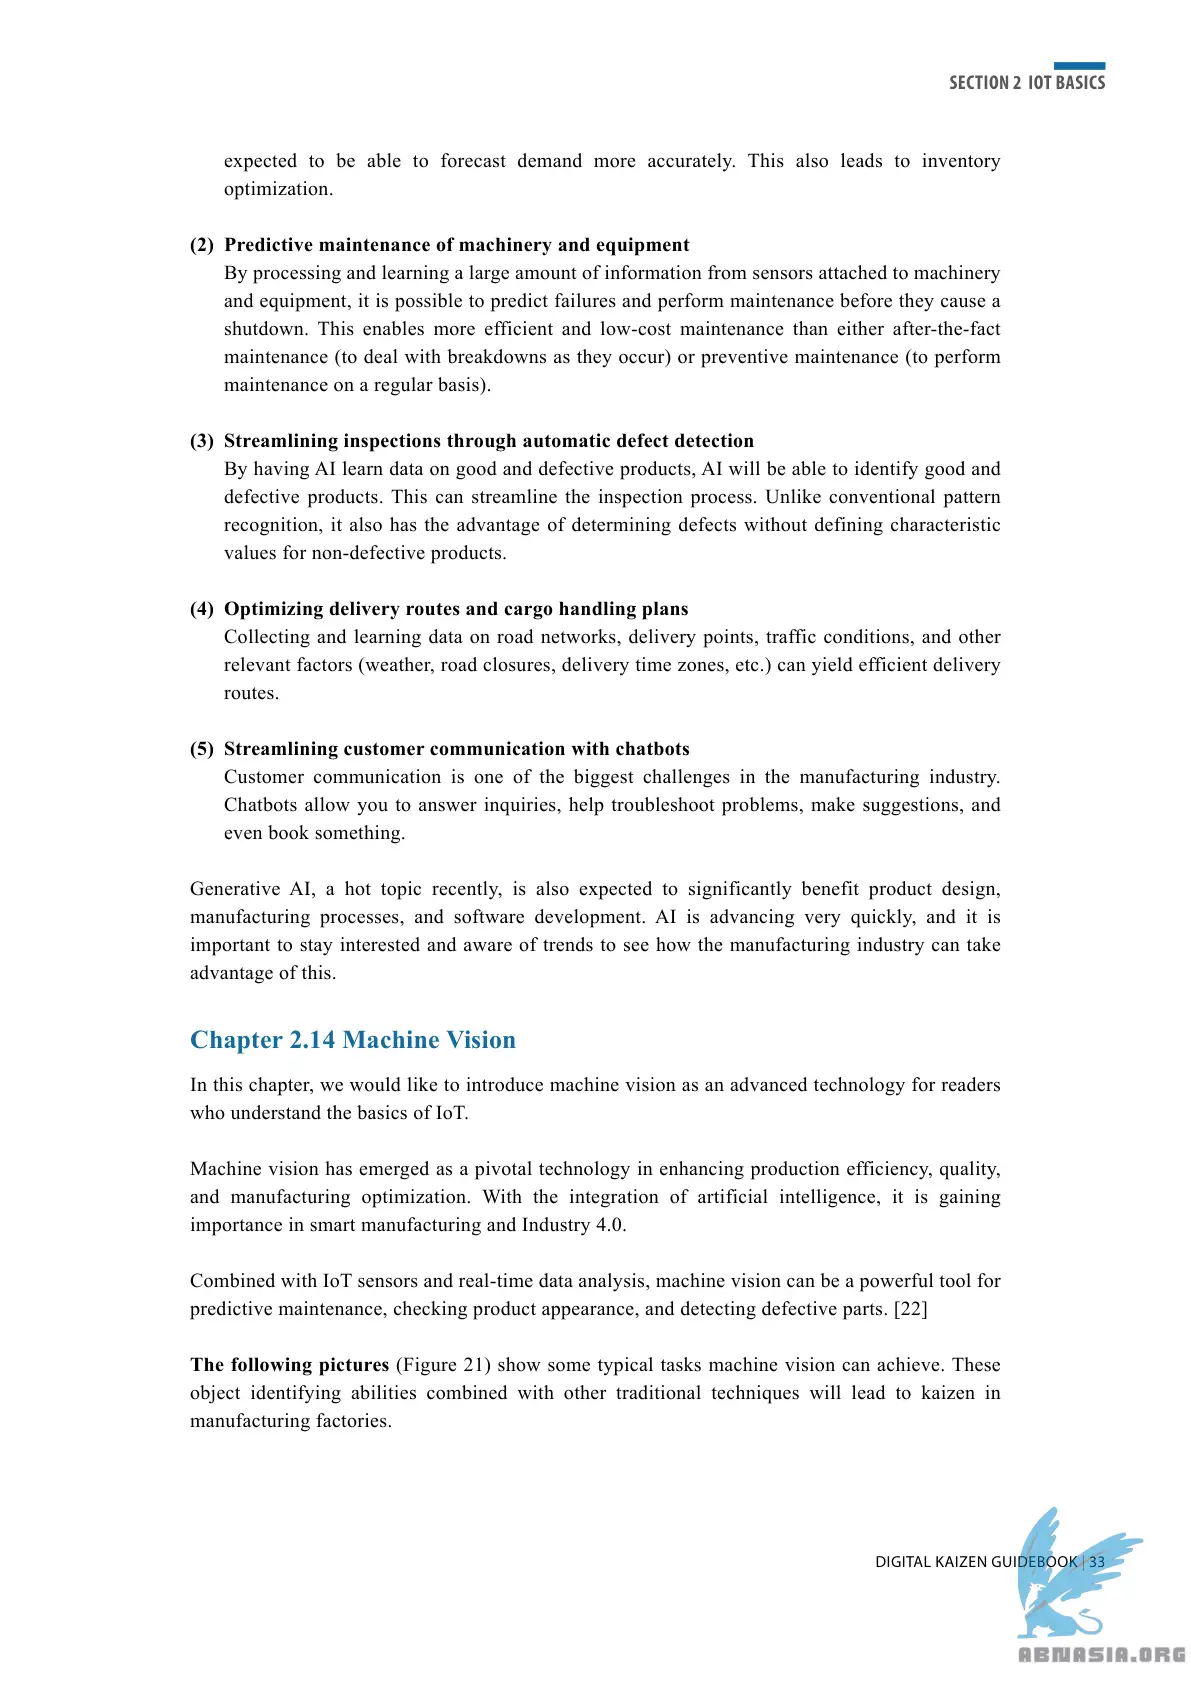 SECTION 2 IOT BASICS
expected to be able to forecast demand more accurately. This also leads to inventory
optimization.
(2) Predictive maintenance of machinery and equipment
By processing and learning a large amount of information from sensors attached to machinery
and equipment, it is possible to predict failures and perform maintenance before they cause a
shutdown. This enables more efficient and low-cost maintenance than either after-the-fact
maintenance (to deal with breakdowns as they occur) or preventive maintenance (to perform
maintenance on a regular basis).
(3) Streamlining inspections through automatic defect detection
By having AI learn data on good and defective products, AI will be able to identify good and
defective products. This can streamline the inspection process. Unlike conventional pattern
recognition, it also has the advantage of determining defects without defining characteristic
values for non-defective products.
(4) Optimizing delivery routes and cargo handling plans
Collecting and learning data on road networks, delivery points, traffic conditions, and other
relevant factors (weather, road closures, delivery time zones, etc.) can yield efficient delivery
routes.
(5) Streamlining customer communication with chatbots
Customer communication is one of the biggest challenges in the manufacturing industry.
Chatbots allow you to answer inquiries, help troubleshoot problems, make suggestions, and
even book something.
Generative AI, a hot topic recently, is also expected to significantly benefit product design,
manufacturing processes, and software development. AI is advancing very quickly, and it is
important to stay interested and aware of trends to see how the manufacturing industry can take
advantage of this.
Chapter 2.14 Machine Vision
In this chapter, we would like to introduce machine vision as an advanced technology for readers
who understand the basics of IoT.
Machine vision has emerged as a pivotal technology in enhancing production efficiency, quality,
and manufacturing optimization. With the integration of artificial intelligence, it is gaining
importance in smart manufacturing and Industry 4.0.
Combined with IoT sensors and real-time data analysis, machine vision can be a powerful tool for
predictive maintenance, checking product appearance, and detecting defective parts. [22]
The following pictures (Figure 21) show some typical tasks machine vision can achieve. These
object identifying abilities combined with other traditional techniques will lead to kaizen in
manufacturing factories.
DIGITAL KAIZEN GUIDEBOOK | 33
ABNASIA.ORG